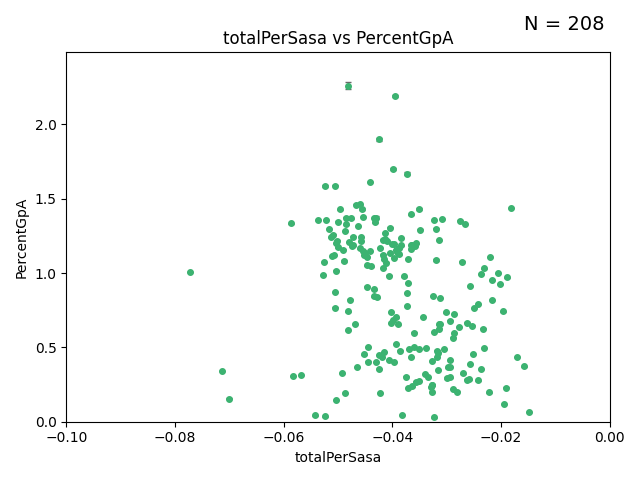 N = 208
totalPerSasa vs PercentGpA
PercentGpA
2.0
1.5
1.0
0.5
0.0
−0.10 −0.08 −0.06 −0.04 −0.02 0.00
totalPerSasa